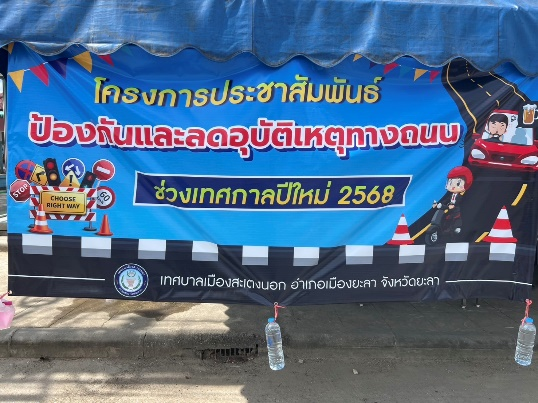 โครงการประชาสัมพันธ์
ป้องกันและลดอุบัติเหตุทางถนน
ช่วงเทศกาลปีใหม่ 2568
STOP
60
CHOOSE
RIGHT WAY
เทศบาลเมืองสะเตงนอก อำเภอเมืองยะลา จังหวัดยะลา